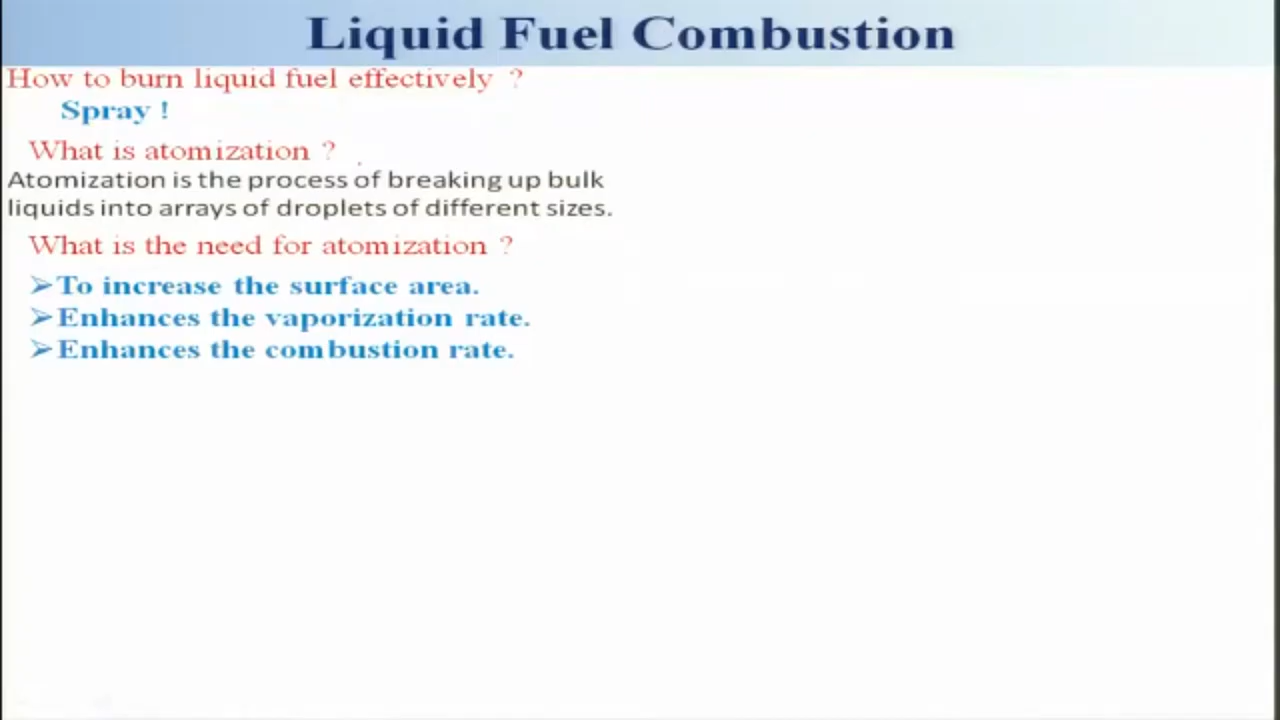 Liquid Fuel Combustion
How to burn liquid fuel effectively ?
Spray !
What is atomization ?
Atomization is the process of breaking up bulk
liquids into arrays of droplets of different sizes.
What is the need for atomization ?
➢To increase the surface area.
➢Enhances the vaporization rate.
➢Enhances the combustion rate.